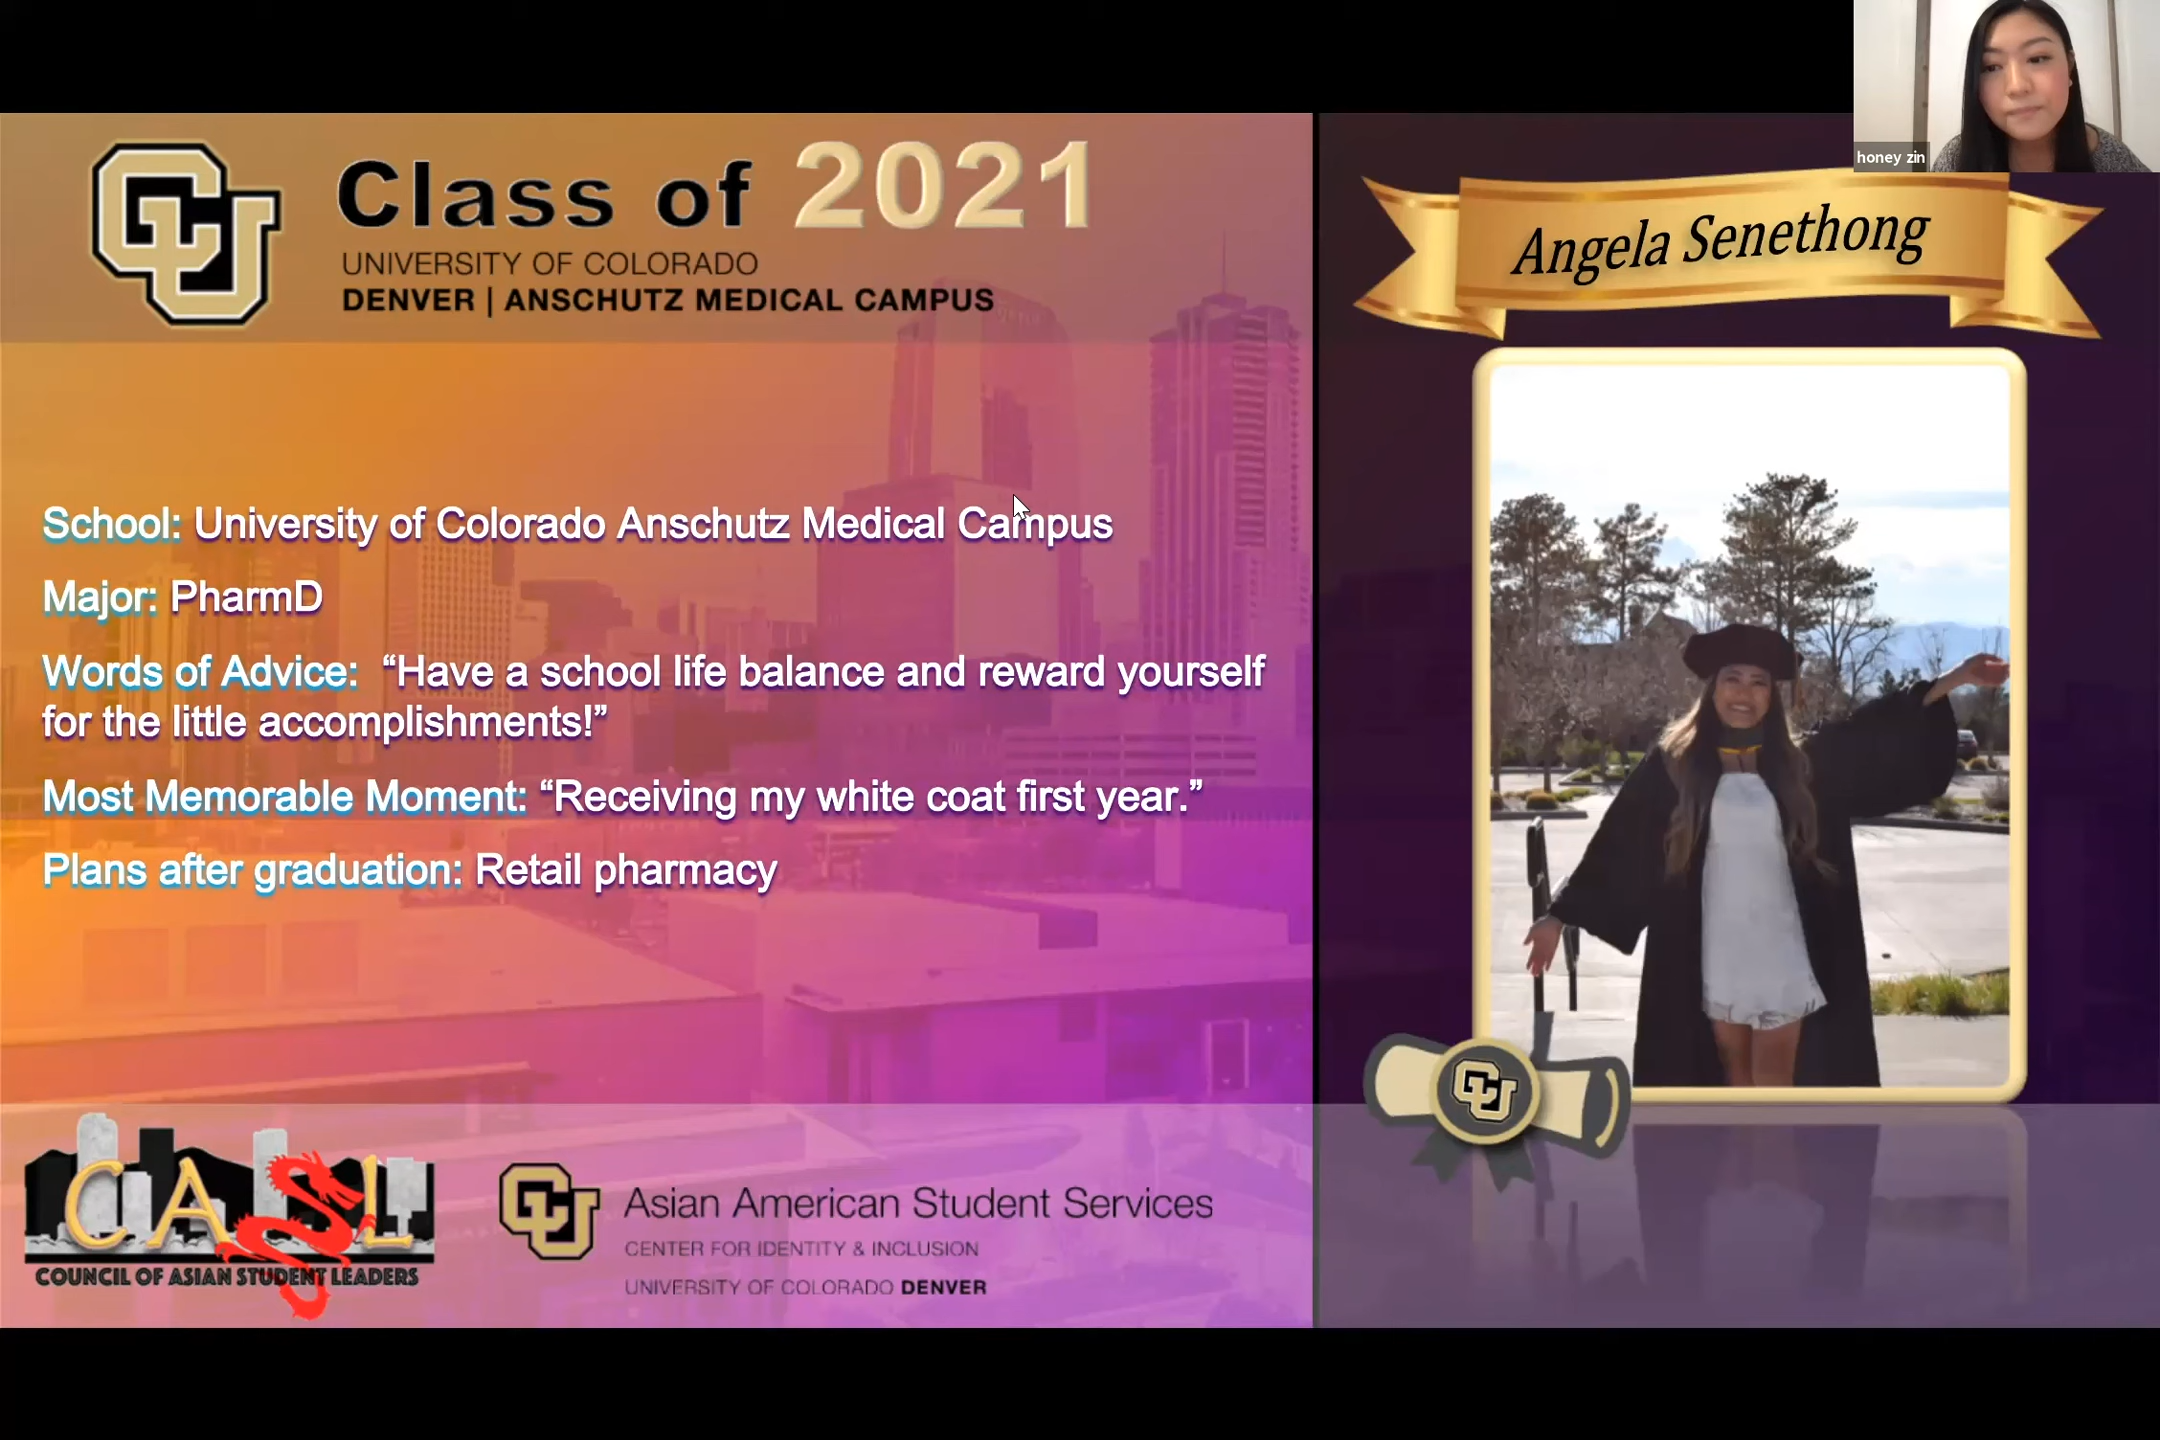 honey zin
CU
Class of 2021
UNIVERSITY OF COLORADO
DENVER | ANSCHUTZ MEDICAL CAMPUS
Angela Senethong
School: University of Colorado Anschutz Medical Campus
Major: PharmD
Words of Advice: “Have a school life balance and reward yourself
for the little accomplishments!”
Most Memorable Moment: “Receiving my white coat first year.”
Plans after graduation: Retail pharmacy
CU
CASL
COUNCIL OF ASIAN STUDENT LEADERS
CU
Asian American Student Services
CENTER FOR IDENTITY & INCLUSION
UNIVERSITY OF COLORADO DENVER